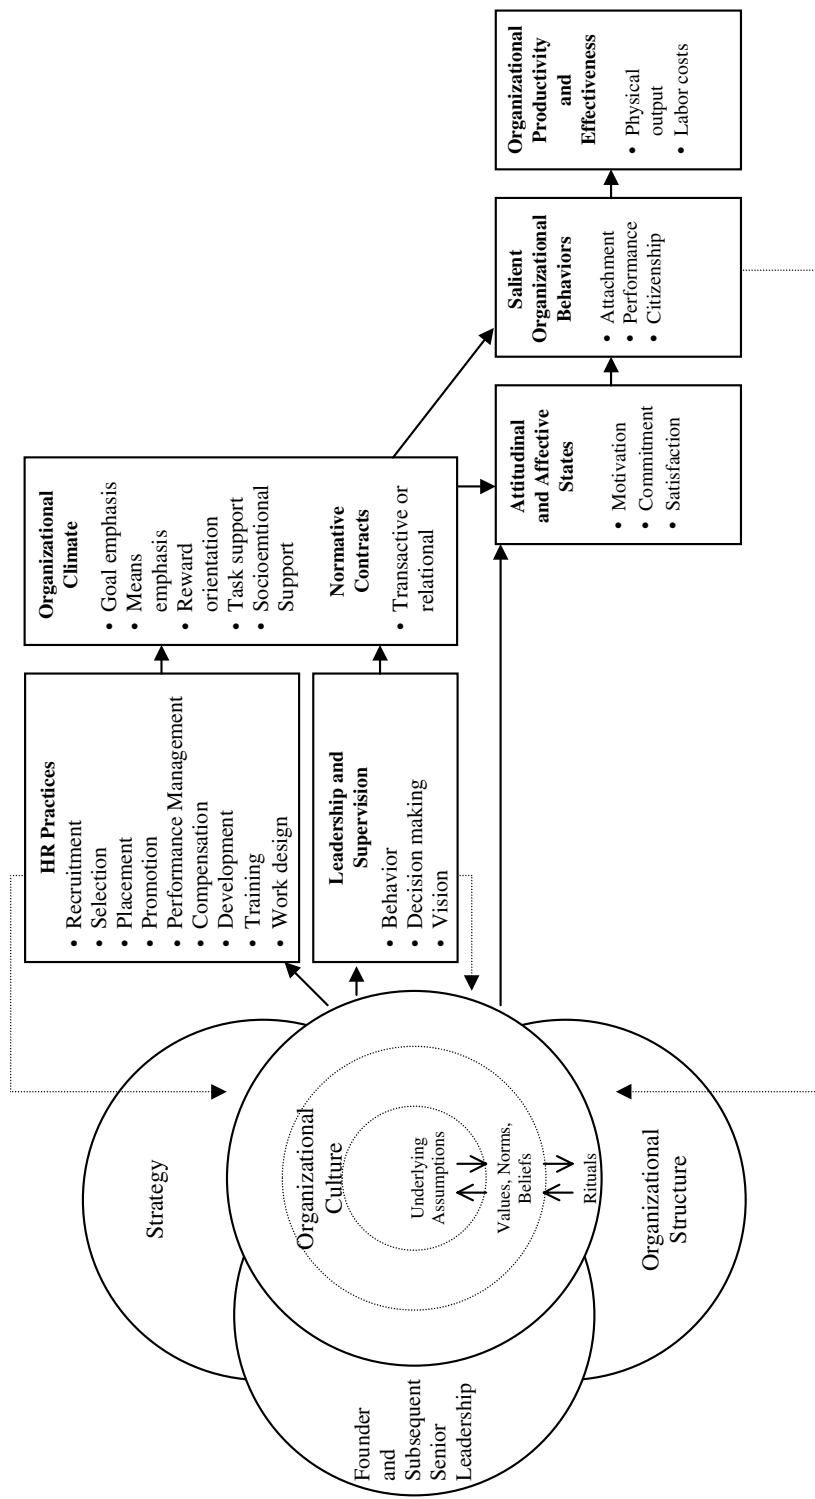 Founder
and
Subsequent
Senior
Leadership
Strategy
Organizational
Culture
Underlying
Assumptions
Values, Norms,
Beliefs
Rituals
Organizational
Structure
HR Practices
• Recruitment
• Selection
• Placement
• Promotion
• Performance Management
• Compensation
• Development
• Training
• Work design
Leadership and
Supervision
• Behavior
• Decision making
• Vision
Organizational
Climate
• Goal emphasis
• Means
emphasis
• Reward
orientation
• Task support
• Socioemtional
Support
Normative
Contracts
• Transactive or
relational
Attitudinal
and Affective
States
• Motivation
• Commitment
• Satisfaction
Salient
Organizational
Behaviors
• Attachment
• Performance
• Citizenship
Organizational
Productivity
and
Effectiveness
• Physical
output
• Labor costs